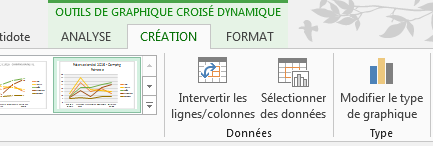 OUTILS DE GRAPHIQUE CROISÉ DYNAMIQUE
tidote
ANALYSE
CRÉATION
FORMAT
Intervertir les
lignes/colonnes
Sélectionner
des données
Modifier le type
de graphique
Données
Type